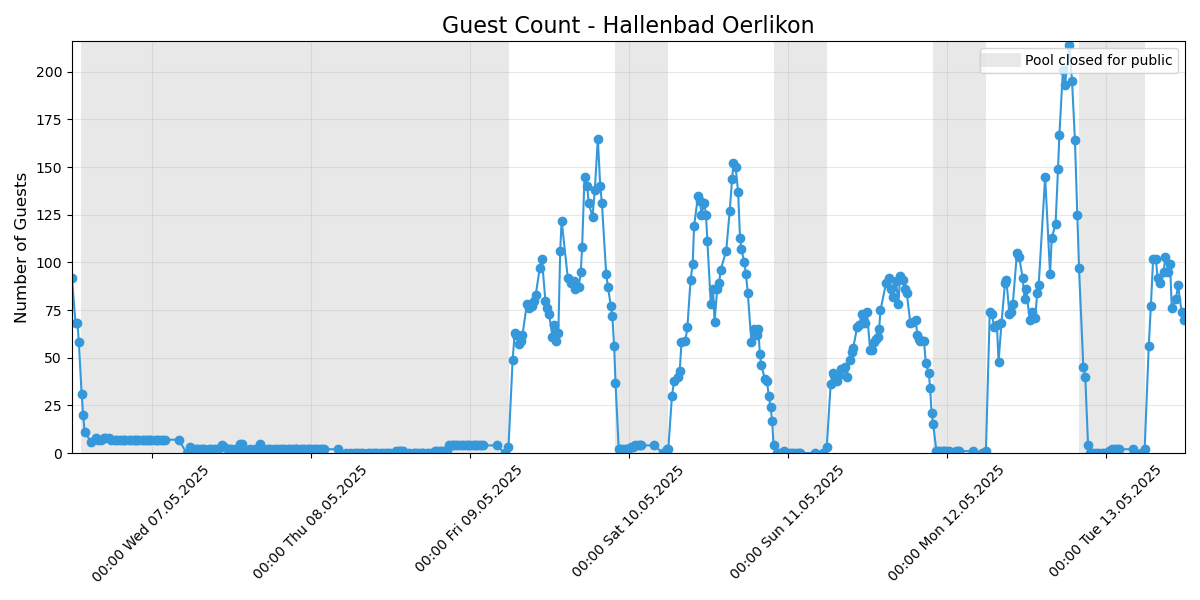 Guest Count - Hallenbad Oerlikon
Pool closed for public
Number of Guests
200
175
150
125
100
75
50
25
0
00:00 Wed 07.05.2025
00:00 Thu 08.05.2025
00:00 Fri 09.05.2025
00:00 Sat 10.05.2025
00:00 Sun 11.05.2025
00:00 Mon 12.05.2025
00:00 Tue 13.05.2025